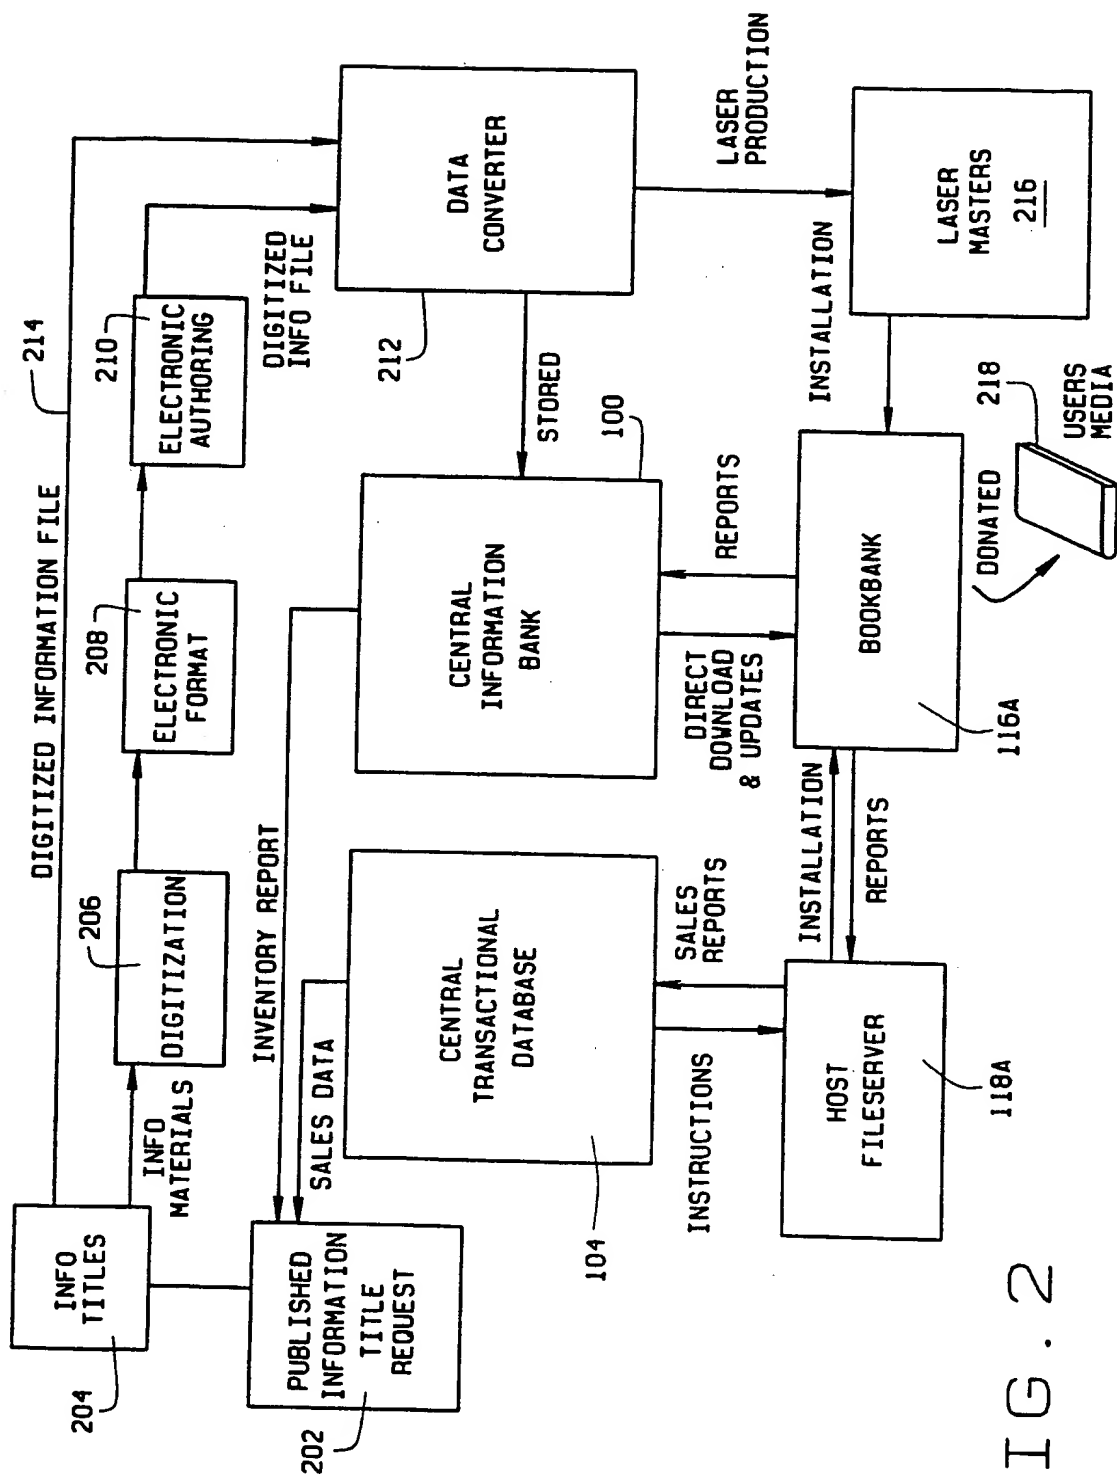 DIGITIZED INFORMATION FILE
214
INFO
TITLES
204
INFO
MATERIALS
DIGITIZATION
206
ELECTRONIC
FORMAT
208
ELECTRONIC
AUTHORING
210
DIGITIZED
INFO FILE
PUBLISHED
INFORMATION
TITLE
REQUEST
202
INVENTORY REPORT
SALES DATA
CENTRAL
TRANSACTIONAL
DATABASE
104
CENTRAL
INFORMATION
BANK
100
STORED
DATA
CONVERTER
212
LASER
PRODUCTION
INSTRUCTIONS
SALES
REPORTS
DIRECT
DOWNLOAD
& UPDATES
REPORTS
HOST
FILESERVER
118A
INSTALLATION
REPORTS
BOOKBANK
116A
INSTALLATION
LASER
MASTERS
216
DONATED
218
USERS
MEDIA
IG. 2